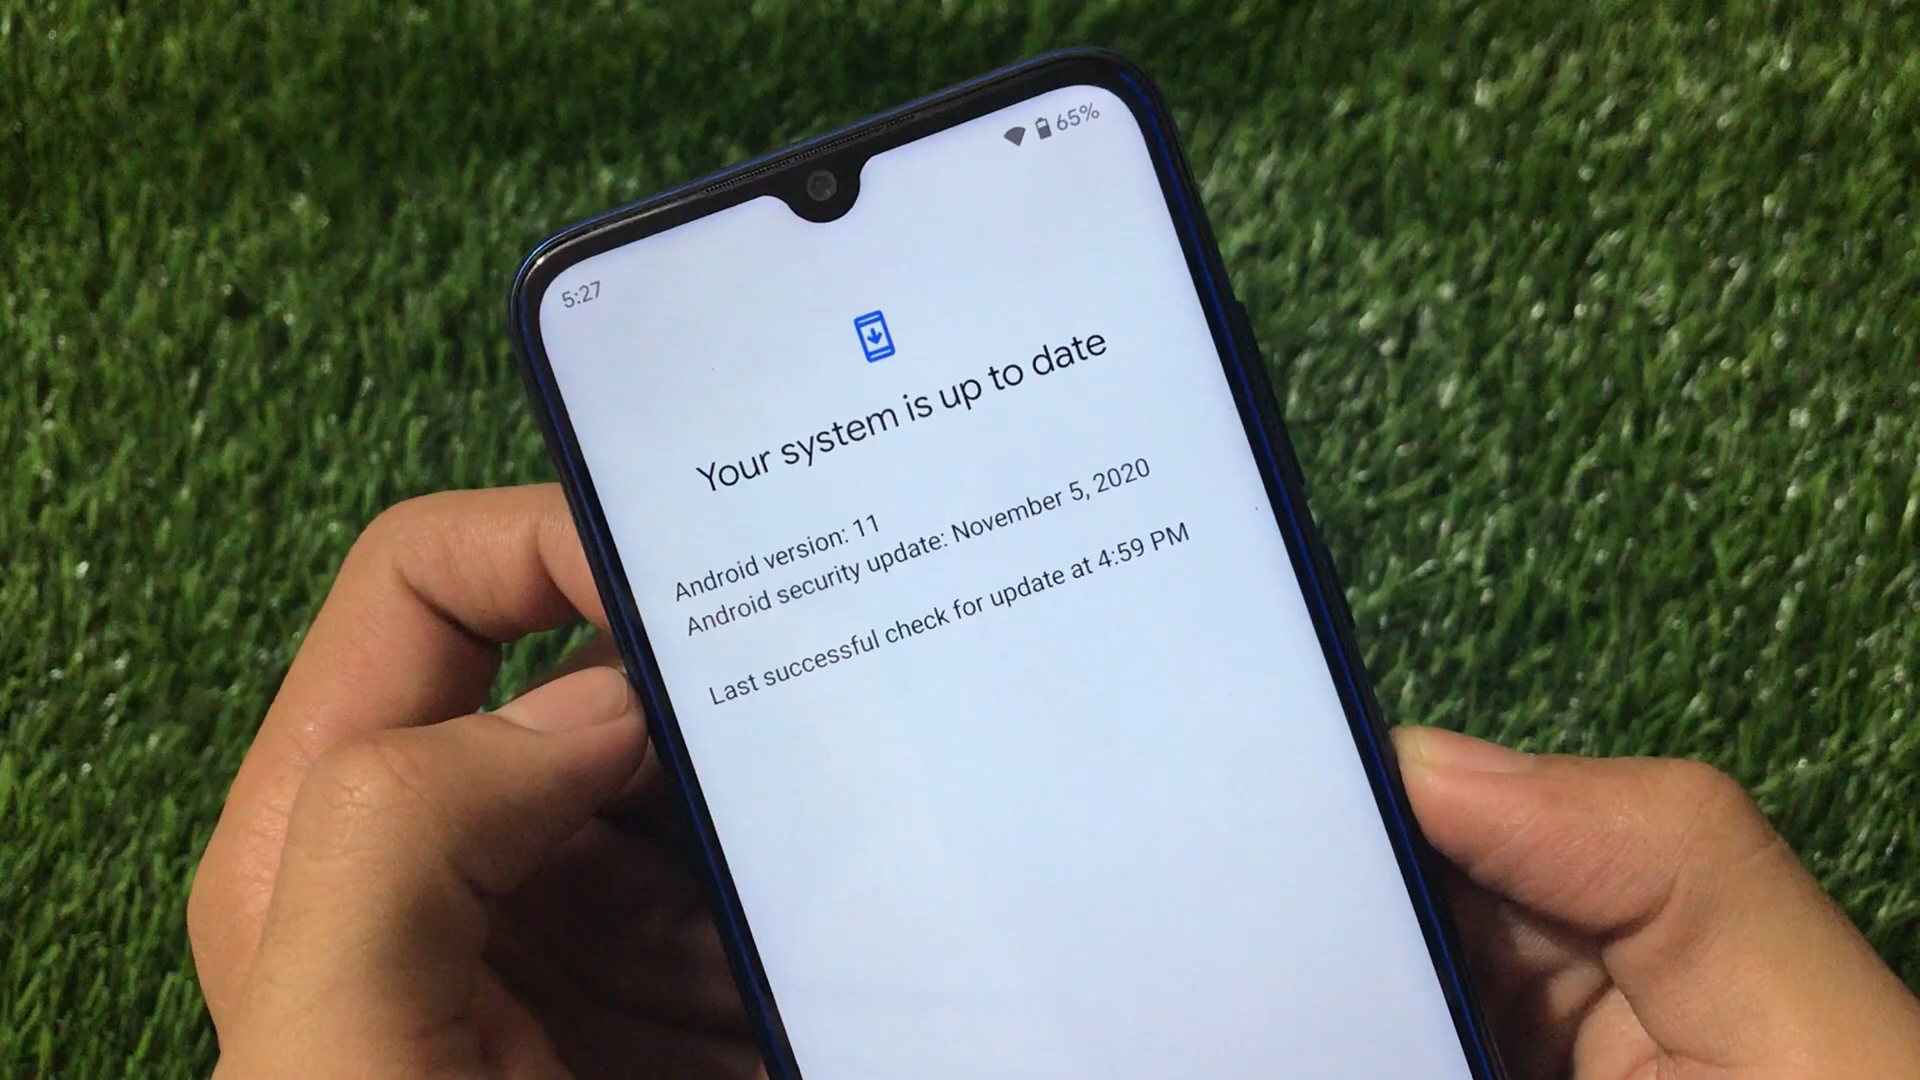 5:27
65%
Your system is up to date
Android version: 11
Android security update: November 5, 2020
Last successful check for update at 4:59 PM